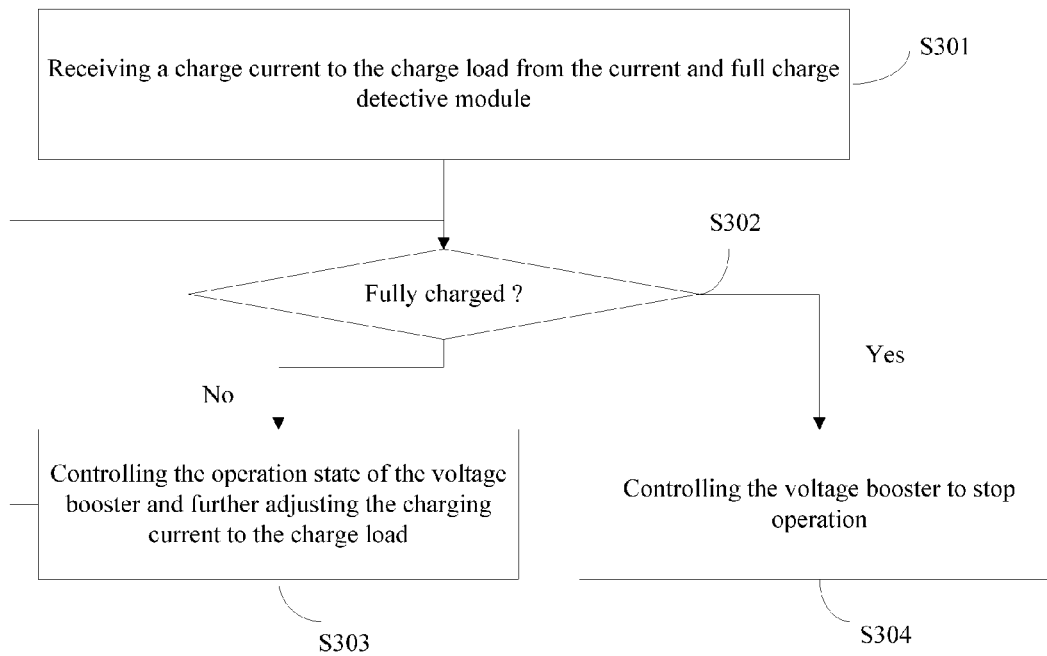 Receiving a charge current to the charge load from the current and full charge
detective module
S301
S302
Fully charged ?
Yes
No
Controlling the operation state of the voltage
booster and further adjusting the charging
current to the charge load
Controlling the voltage booster to stop
operation
S303
S304